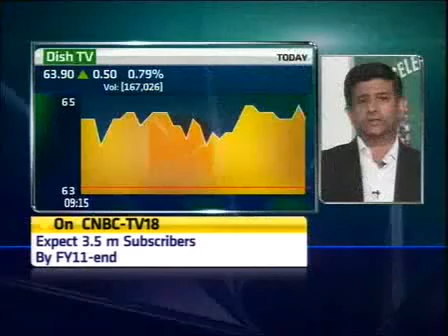 Dish TV
TODAY
63.90 ▲ 0.50 0.79%
Vol: [167,026]
65
63
09:15
On CNBC-TV18
Expect 3.5 m Subscribers
By FY11-end